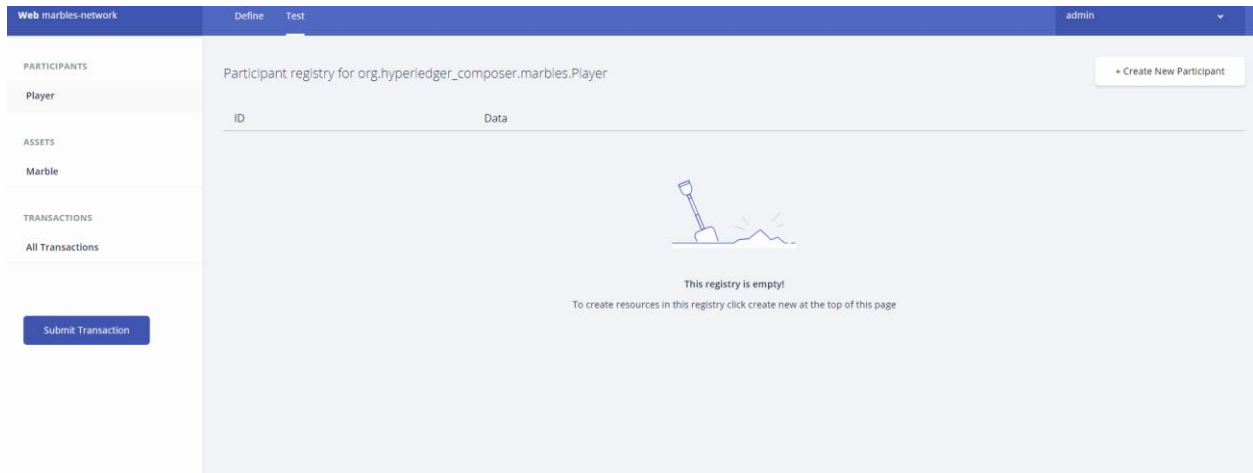 Web marbles-network
Define Test
admin
PARTICIPANTS
Player
ASSETS
Marble
TRANSACTIONS
All Transactions
Submit Transaction
Participant registry for org.hyperledger_composer.marbles.Player
+ Create New Participant
ID Data
This registry is empty!
To create resources in this registry click create new at the top of this page